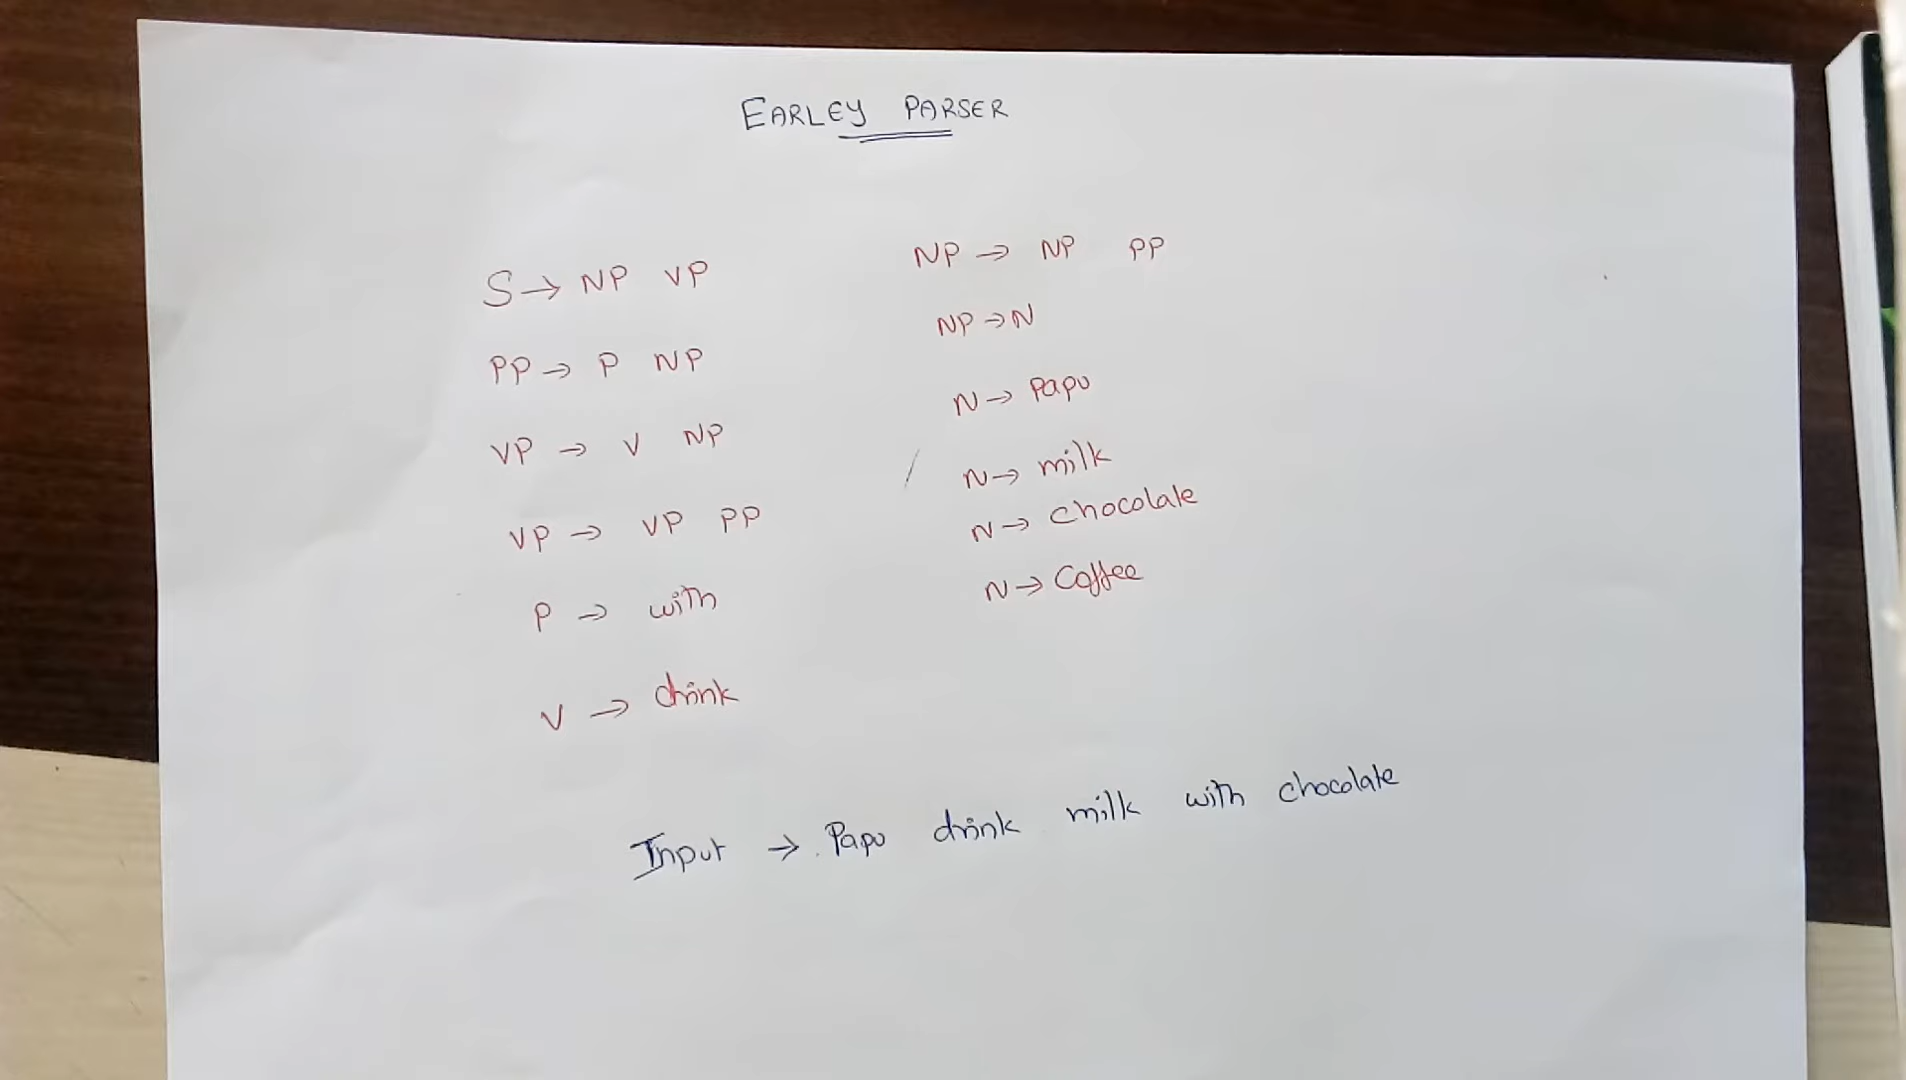 EARLEY PARSER
S → NP VP
PP → P NP
VP → V NP
VP → VP PP
P → with
V → drink
NP → NP PP
NP → N
N → Papu
N → milk
N → chocolate
N → Coffee
Input → Papu drink milk with chocolate